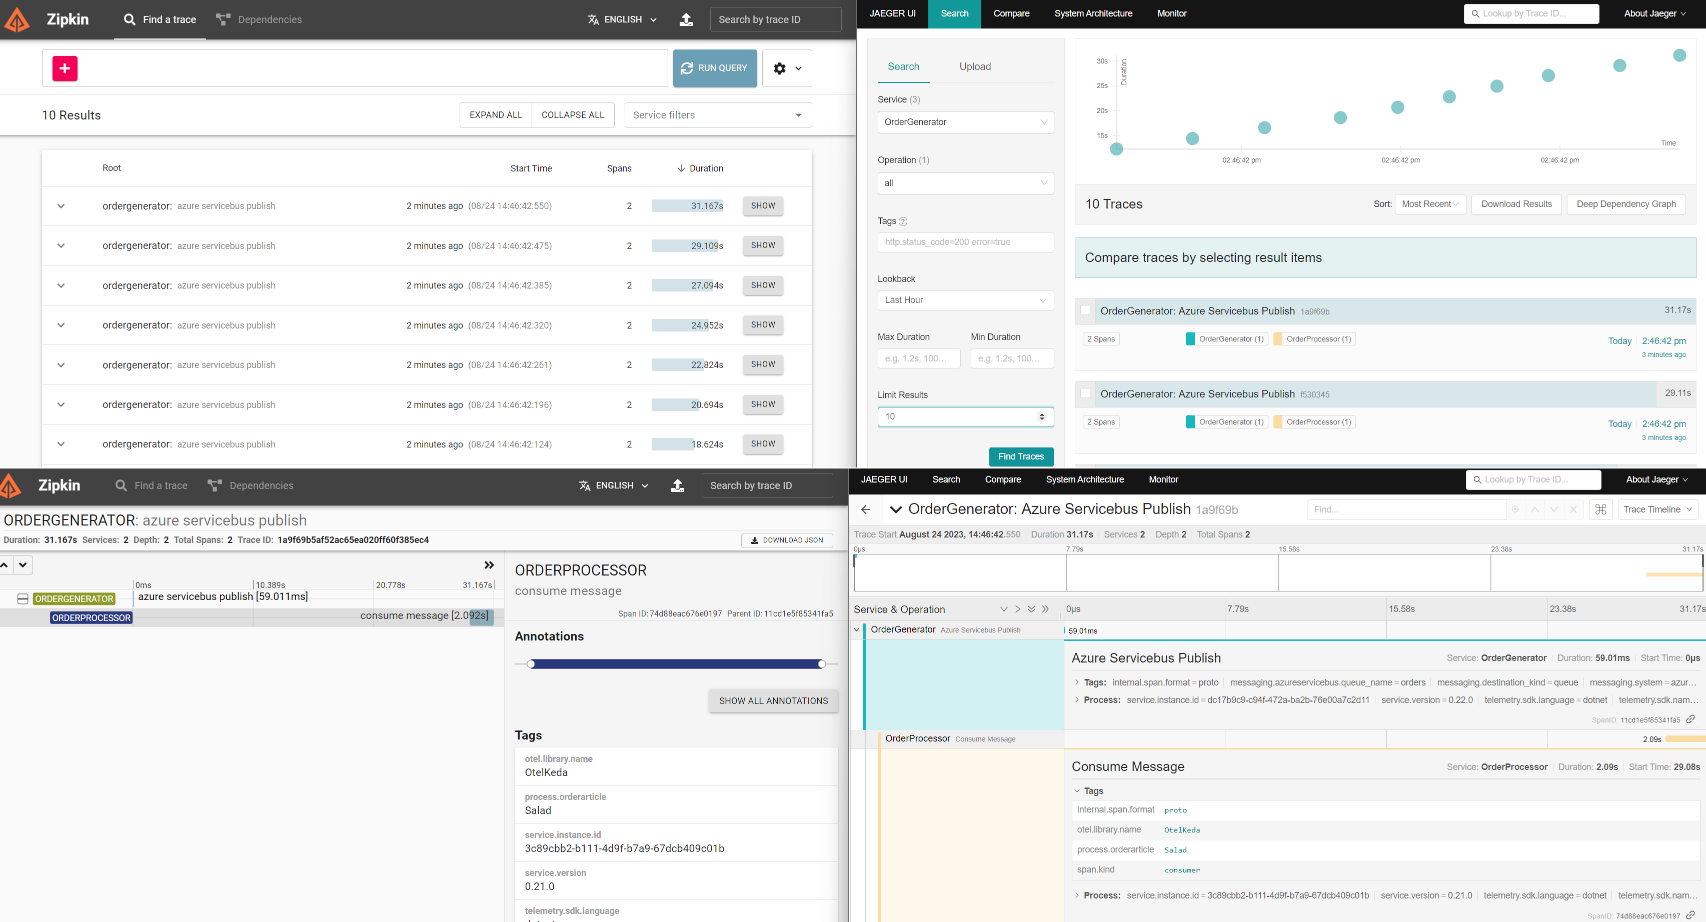 Zipkin
Find a trace
Dependencies
ENGLISH
Search by trace ID
RUN QUERY
10 Results
EXPAND ALL
COLLAPSE ALL
Service filters
Root
Start Time
Spans
Duration
ordergenerator: azure servicebus publish 2 minutes ago (08/24 14:46:42:550) 2 31.167s SHOW
ordergenerator: azure servicebus publish 2 minutes ago (08/24 14:46:42:475) 2 29.109s SHOW
ordergenerator: azure servicebus publish 2 minutes ago (08/24 14:46:42:385) 2 27.094s SHOW
ordergenerator: azure servicebus publish 2 minutes ago (08/24 14:46:42:320) 2 24.952s SHOW
ordergenerator: azure servicebus publish 2 minutes ago (08/24 14:46:42:261) 2 22.824s SHOW
ordergenerator: azure servicebus publish 2 minutes ago (08/24 14:46:42:196) 2 20.694s SHOW
ordergenerator: azure servicebus publish 2 minutes ago (08/24 14:46:42:124) 2 18.624s SHOW
JAEGER UI Search Compare System Architecture Monitor
Lookup by Trace ID...
About Jaeger
Search Upload
Service (3)
OrderGenerator
Operation (1)
all
Tags
http.status_code=200 error=true
Lookback
Last Hour
Max Duration Min Duration
e.g. 1.2s, 100... e.g. 1.2s, 100...
Limit Results
10
Find Traces
30s
25s
20s
15s
Duration
Time
02:46:42 pm 02:46:42 pm 02:46:42 pm
10 Traces
Sort: Most Recent
Download Results
Deep Dependency Graph
Compare traces by selecting result items
OrderGenerator: Azure Servicebus Publish 1a9f69b 31.17s
2 Spans OrderGenerator (1) OrderProcessor (1) Today 2:46:42 pm
3 minutes ago
OrderGenerator: Azure Servicebus Publish f530345 29.11s
2 Spans OrderGenerator (1) OrderProcessor (1) Today 2:46:42 pm
3 minutes ago
Zipkin
Find a trace
Dependencies
ENGLISH
Search by trace ID
ORDERGENERATOR: azure servicebus publish
Duration: 31.167s Services: 2 Depth: 2 Total Spans: 2 Trace ID: 1a9f69b5af52ac65ea020ff60f385ec4
DOWNLOAD JSON
0ms 10.389s 20.778s 31.167s
ORDERGENERATOR azure servicebus publish [59.011ms]
ORDERPROCESSOR consume message [2.092s]
ORDERPROCESSOR
consume message
Span ID: 74d88eac676e0197 Parent ID: 11cd1e5f85341fa5
Annotations
SHOW ALL ANNOTATIONS
Tags
otel.library.name
OtelKeda
process.orderarticle
Salad
service.instance.id
3c89cbb2-b111-4d9f-b7a9-67dcb409c01b
service.version
0.21.0
telemetry.sdk.language
JAEGER UI Search Compare System Architecture Monitor
Lookup by Trace ID...
About Jaeger
OrderGenerator: Azure Servicebus Publish 1a9f69b
Find...
Trace Timeline
Trace Start August 24 2023, 14:46:42.550 Duration 31.17s Services 2 Depth 2 Total Spans 2
0μs 7.79s 15.58s 23.38s 31.17s
Service & Operation 0μs 7.79s 15.58s 23.38s 31.17s
OrderGenerator Azure Servicebus Publish 59.01ms
Azure Servicebus Publish
Service: OrderGenerator Duration: 59.01ms Start Time: 0μs
Tags: internal.span.format = proto messaging.azureservicebus.queue_name = orders messaging.destination_kind = queue messaging.system = azur...
Process: service.instance.id = dc17b9c9-c94f-472a-ba2b-76e00a7c2d11 service.version = 0.22.0 telemetry.sdk.language = dotnet telemetry.sdk.nam...
SpanID: 11cd1e5f85341fa5
OrderProcessor Consume Message 2.09s
Consume Message
Service: OrderProcessor Duration: 2.09s Start Time: 29.08s
Tags
internal.span.format proto
otel.library.name OtelKeda
process.orderarticle Salad
span.kind consumer
Process: service.instance.id = 3c89cbb2-b111-4d9f-b7a9-67dcb409c01b service.version = 0.21.0 telemetry.sdk.language = dotnet telemetry.sdk.nam...
SpanID: 74d88eac676e0197